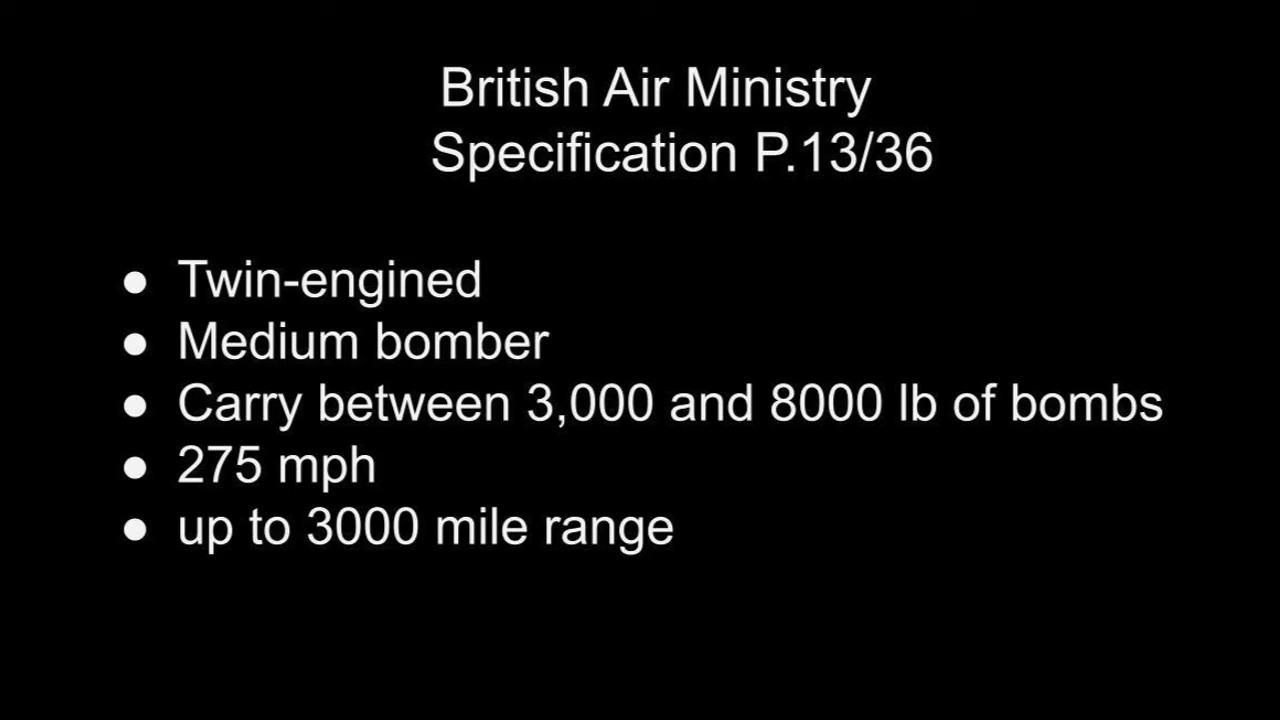 British Air Ministry
Specification P.13/36
● Twin-engined
● Medium bomber
● Carry between 3,000 and 8000 lb of bombs
● 275 mph
● up to 3000 mile range